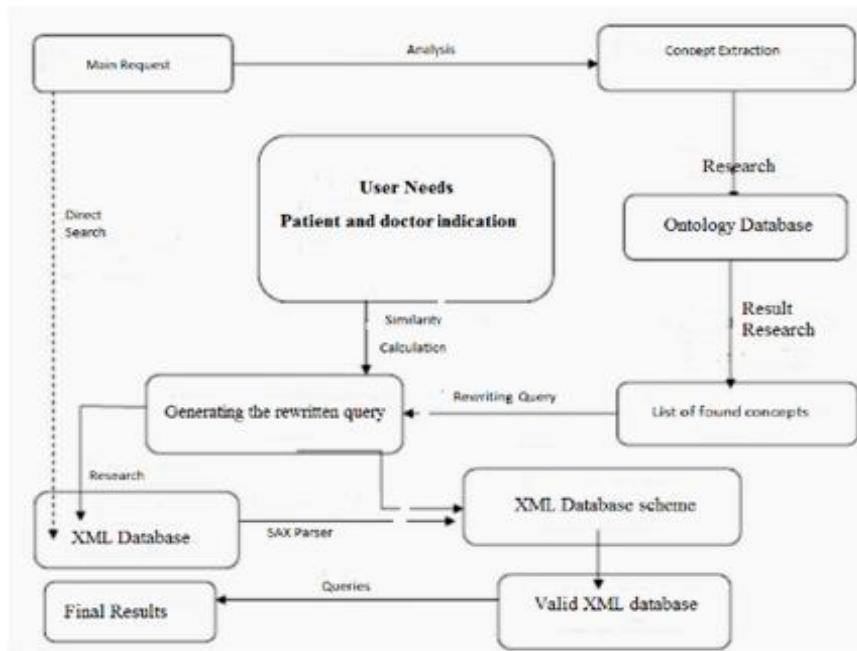 Main Request
Analysis
Concept Extraction
Research
User Needs
Patient and doctor indication
Direct
Search
Ontology Database
Result
Research
Similarity
Calculation
Generating the rewritten query
Rewriting Query
List of found concepts
Research
XML Database
SAX Parser
XML Database scheme
Queries
Final Results
Valid XML database